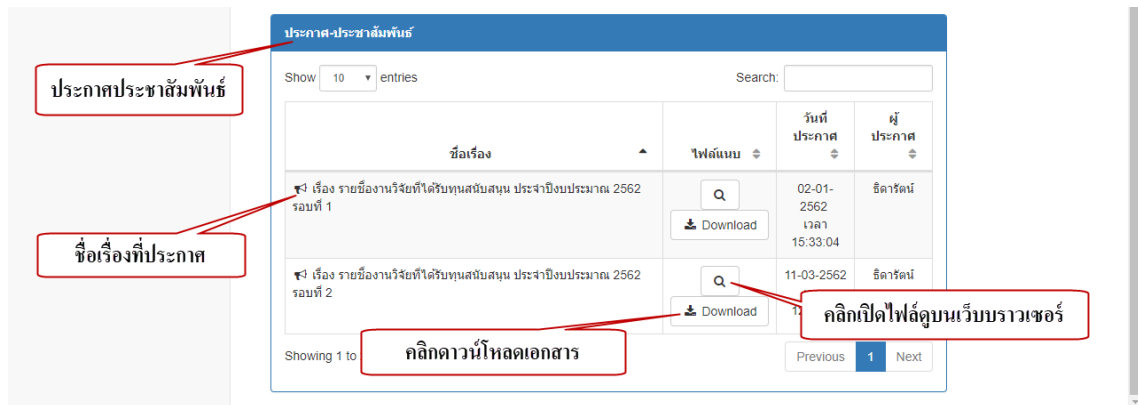 ประกาศ-ประชาสัมพันธ์
ประกาศประชาสัมพันธ์
Show 10 entries
Search:
ชื่อเรื่อง
ไฟล์แนบ
วันที่
ประกาศ
ผู้
ประกาศ
เรื่อง รายชื่องานวิจัยที่ได้รับทุนสนับสนุน ประจำปีงบประมาณ 2562
รอบที่ 1
Download
02-01-
2562
เวลา
15:33:04
ธิดารัตน์
ชื่อเรื่องที่ประกาศ
เรื่อง รายชื่องานวิจัยที่ได้รับทุนสนับสนุน ประจำปีงบประมาณ 2562
รอบที่ 2
Download
11-03-2562
ธิดารัตน์
คลิกเปิดไฟล์ดูบนเว็บบราวเซอร์
คลิกดาวน์โหลดเอกสาร
Showing 1 to
Previous 1 Next